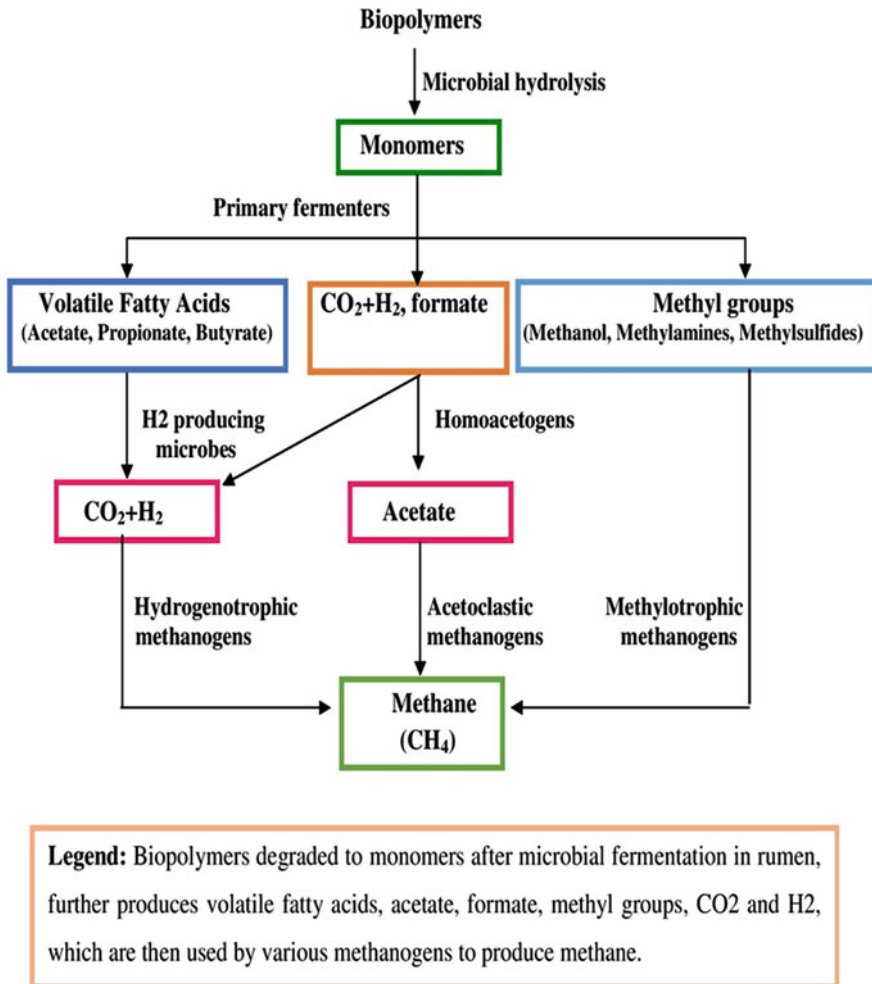 Biopolymers
Microbial hydrolysis
Monomers
Primary fermenters
Volatile Fatty Acids
(Acetate, Propionate, Butyrate)
CO₂+H₂, formate
Methyl groups
(Methanol, Methylamines, Methylsulfides)
H2 producing
microbes
Homoacetogens
CO₂+H₂
Acetate
Hydrogenotrophic
methanogens
Acetoclastic
methanogens
Methylotrophic
methanogens
Methane
(CH₄)
Legend: Biopolymers degraded to monomers after microbial fermentation in rumen,
further produces volatile fatty acids, acetate, formate, methyl groups, CO2 and H2,
which are then used by various methanogens to produce methane.